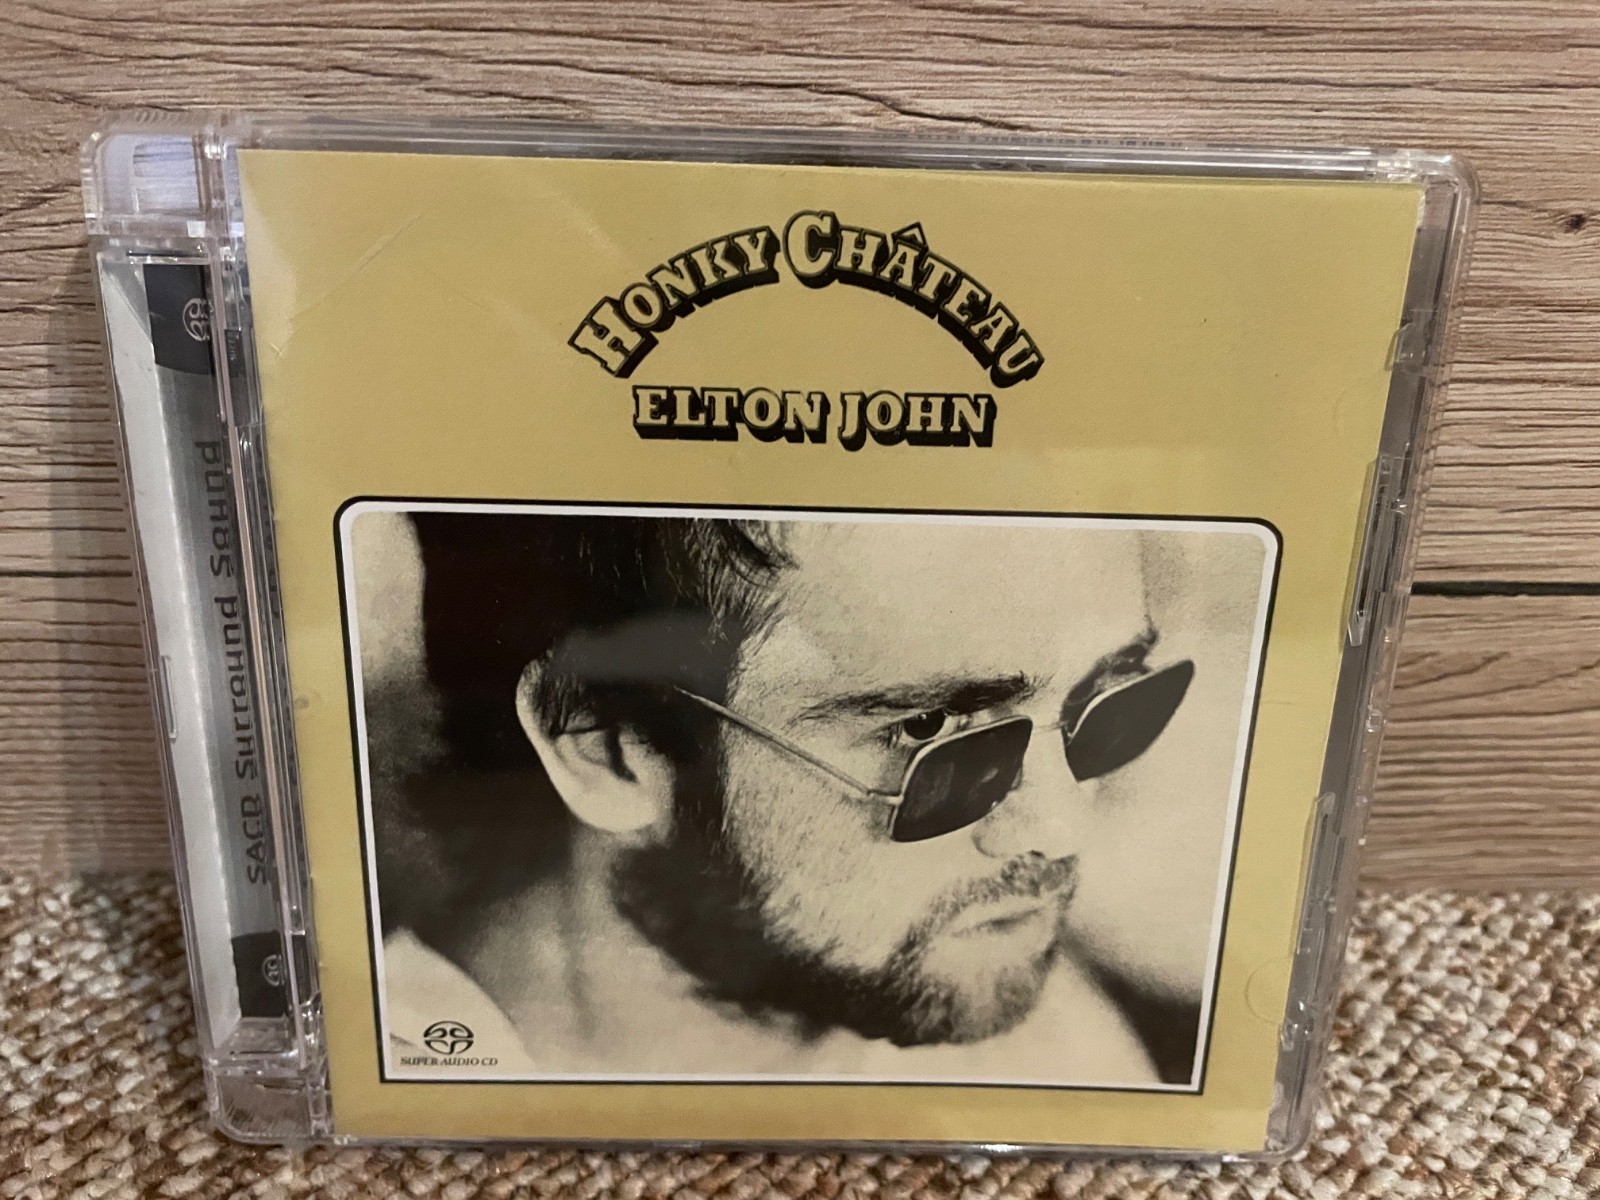 HONKY CHÂTEAU
ELTON JOHN
SACD Surround Sound
SUPER AUDIO CD